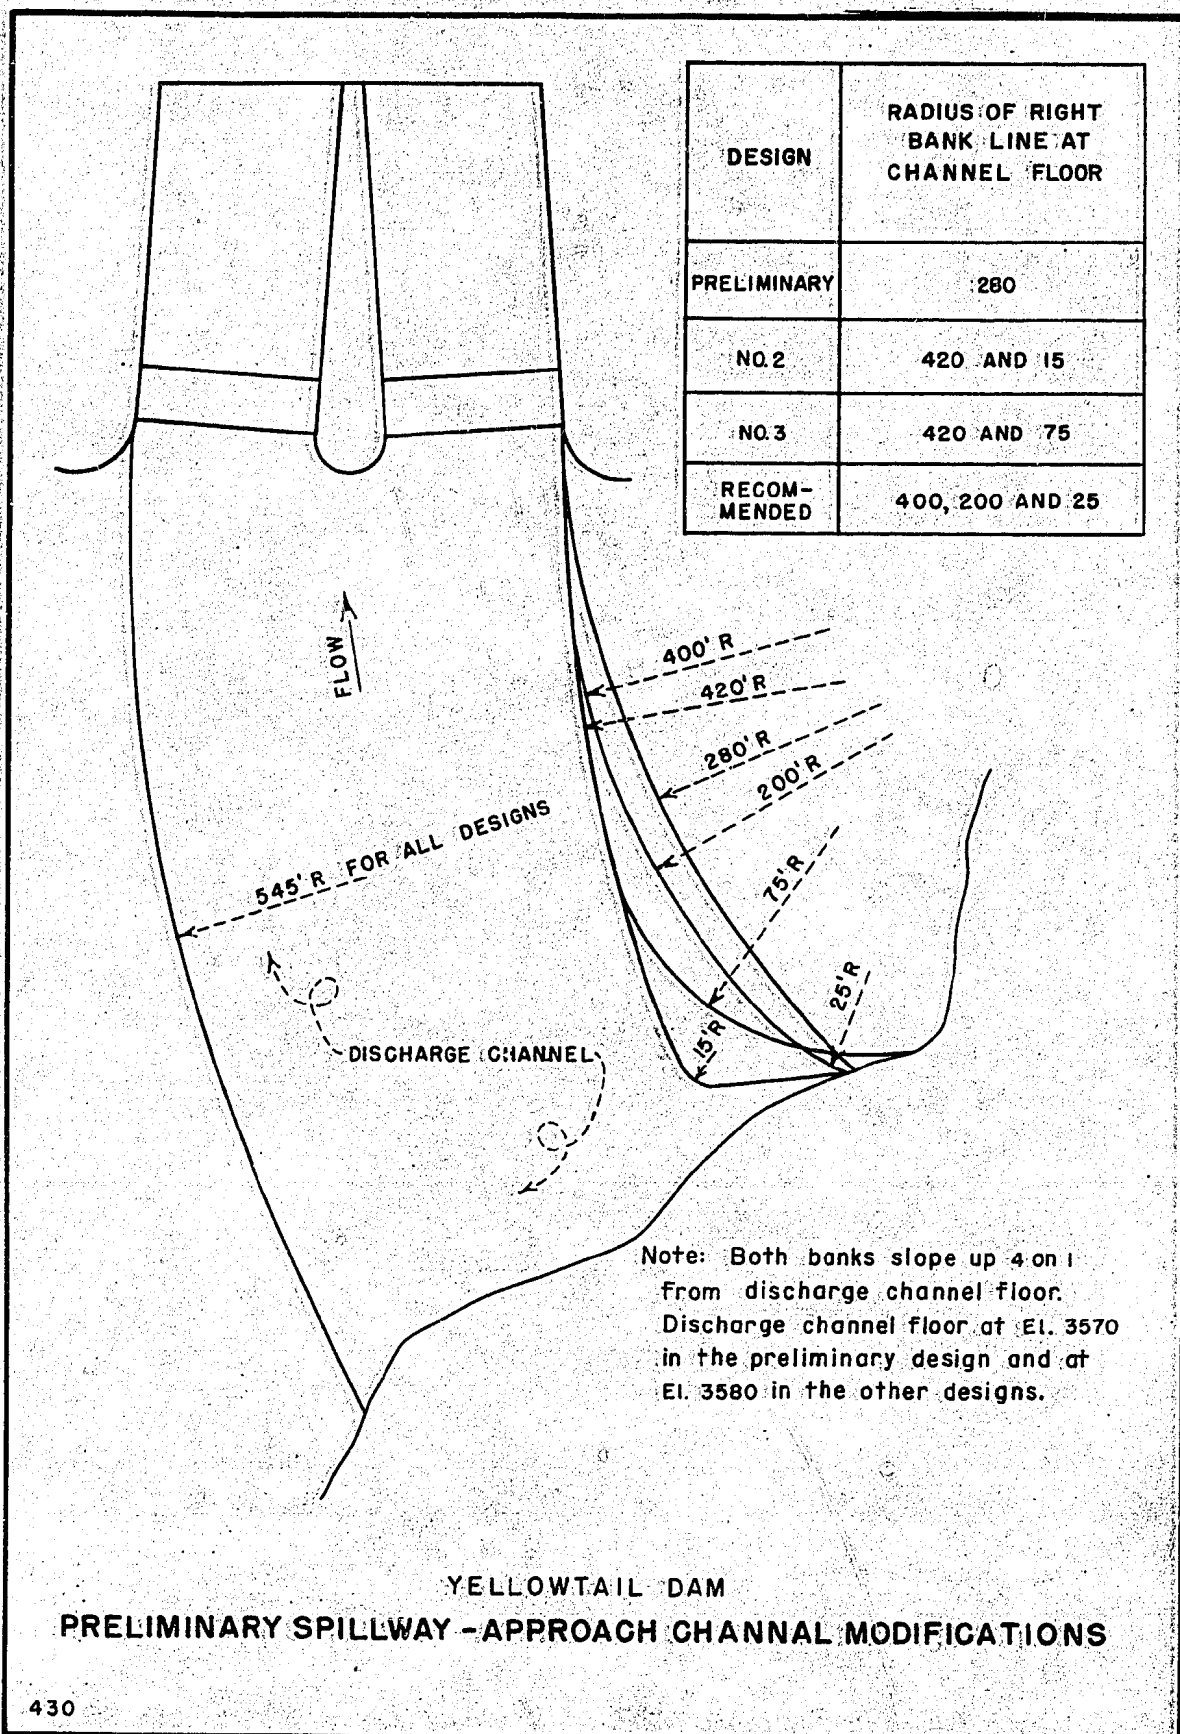 DESIGN
RADIUS OF RIGHT
BANK LINE AT
CHANNEL FLOOR
PRELIMINARY
280
NO. 2
420 AND 15
NO. 3
420 AND 75
RECOM-
MENDED
400, 200 AND 25
FLOW
400' R
420' R
280' R
200' R
75' R
25' R
15' R
545' R FOR ALL DESIGNS
DISCHARGE CHANNEL
Note: Both banks slope up 4 on 1
from discharge channel floor.
Discharge channel floor at El. 3570
in the preliminary design and at
El. 3580 in the other designs.
YELLOWTAIL DAM
PRELIMINARY SPILLWAY - APPROACH CHANNAL MODIFICATIONS
430